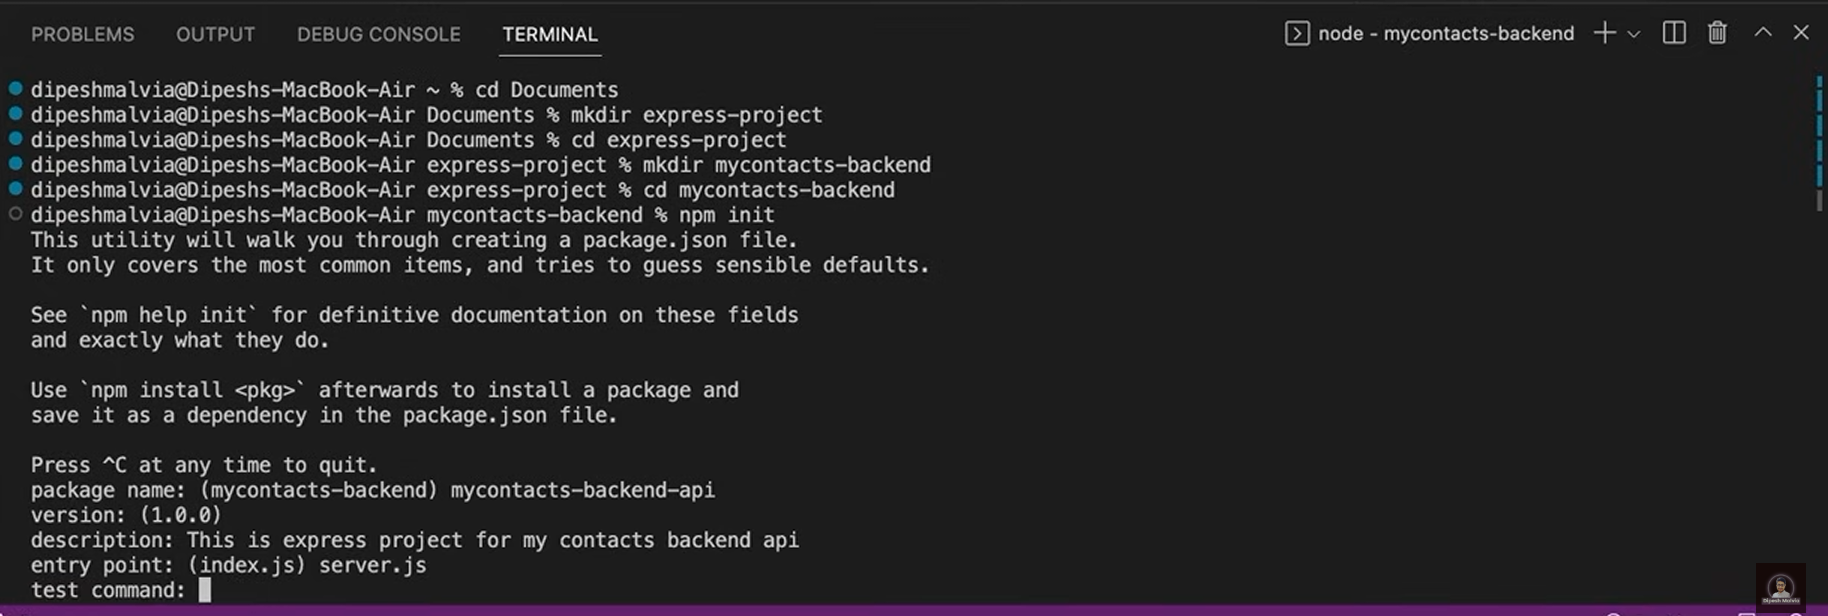 PROBLEMS OUTPUT DEBUG CONSOLE TERMINAL node - mycontacts-backend
dipeshmalvia@Dipeshs-MacBook-Air ~ % cd Documents
dipeshmalvia@Dipeshs-MacBook-Air Documents % mkdir express-project
dipeshmalvia@Dipeshs-MacBook-Air Documents % cd express-project
dipeshmalvia@Dipeshs-MacBook-Air express-project % mkdir mycontacts-backend
dipeshmalvia@Dipeshs-MacBook-Air express-project % cd mycontacts-backend
dipeshmalvia@Dipeshs-MacBook-Air mycontacts-backend % npm init
This utility will walk you through creating a package.json file.
It only covers the most common items, and tries to guess sensible defaults.
See `npm help init` for definitive documentation on these fields
and exactly what they do.
Use `npm install <pkg>` afterwards to install a package and
save it as a dependency in the package.json file.
Press ^C at any time to quit.
package name: (mycontacts-backend) mycontacts-backend-api
version: (1.0.0)
description: This is express project for my contacts backend api
entry point: (index.js) server.js
test command:
Dipesh Malvia